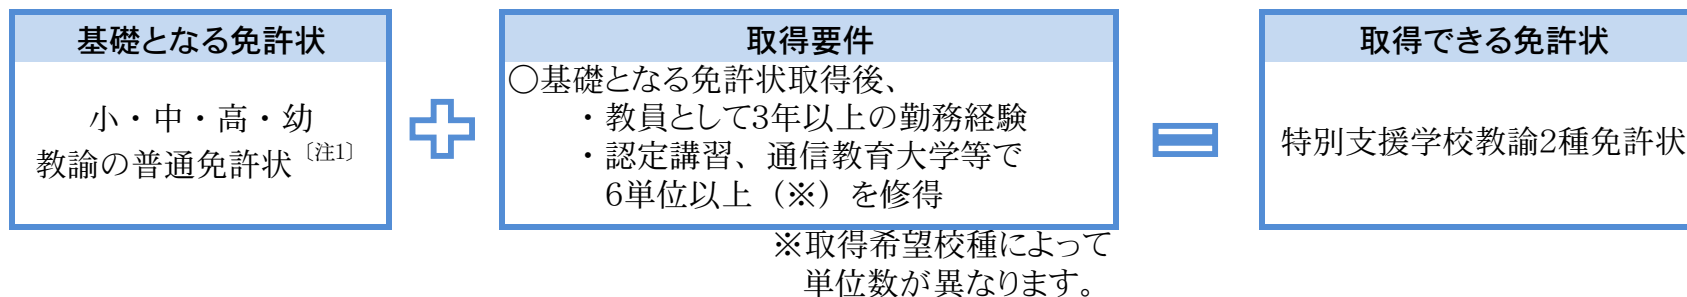 基礎となる免許状
小・中・高・幼
教諭の普通免許状〔注1〕
取得要件
○基礎となる免許状取得後、
・教員として3年以上の勤務経験
・認定講習、通信教育大学等で
6単位以上（※）を修得
※取得希望校種によって
単位数が異なります。
取得できる免許状
特別支援学校教諭2種免許状